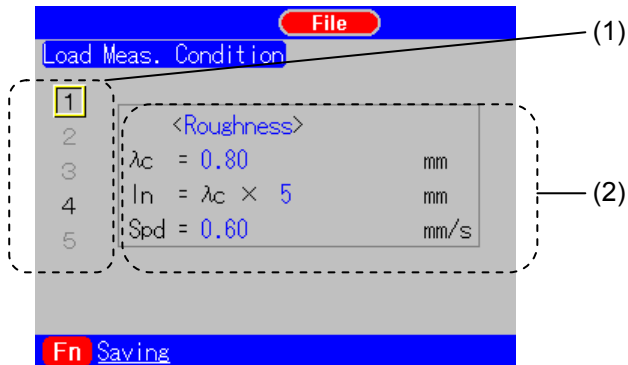 File
Load Meas. Condition
(1)
1
2
3
4
5
<Roughness>
λc = 0.80 mm
ln = λc × 5 mm
Spd = 0.60 mm/s
(2)
Fn Saving